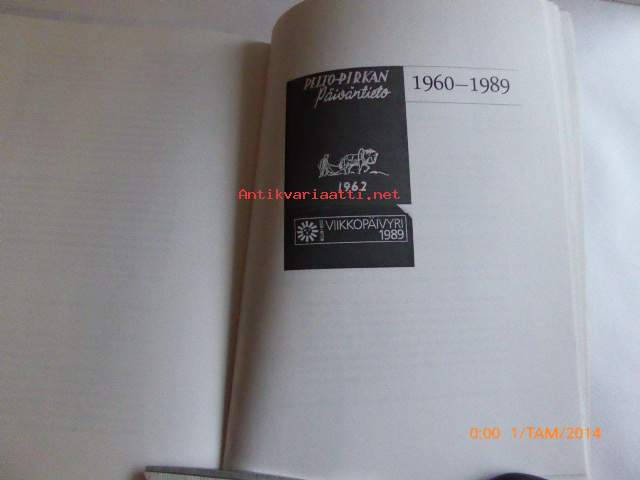 PELTO-PIRKAN
Päiväntieto
1960–1989
1962
Antikvariaatti.net
VIIKKOPÄIVYRI
1989
0:00 1/TAM/2014